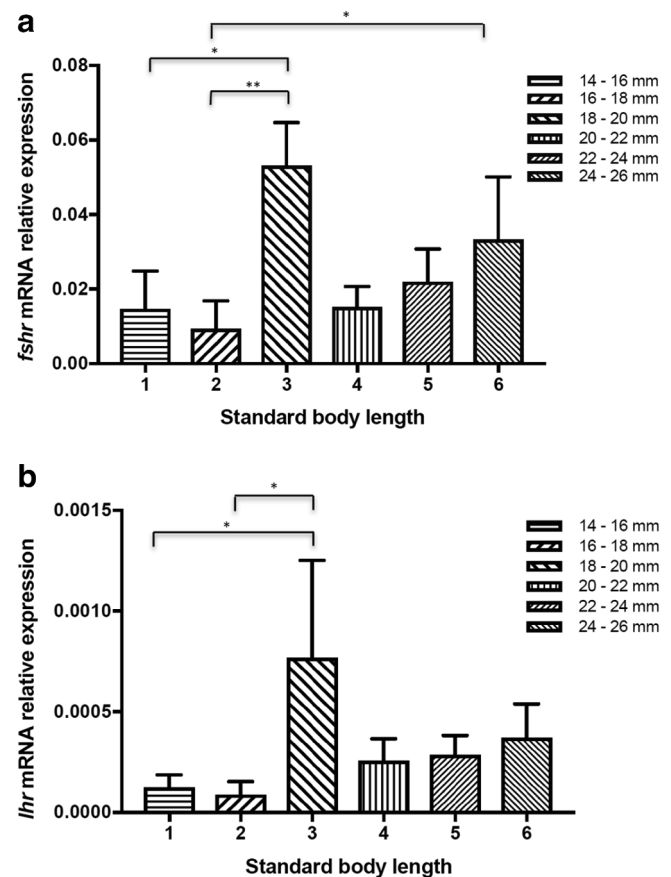 a
*
*
**
fshr mRNA relative expression
0.08
0.06
0.04
0.02
0.00
1 2 3 4 5 6
Standard body length
14 - 16 mm
16 - 18 mm
18 - 20 mm
20 - 22 mm
22 - 24 mm
24 - 26 mm
b
*
*
lhr mRNA relative expression
0.0015
0.0010
0.0005
0.0000
1 2 3 4 5 6
Standard body length
14 - 16 mm
16 - 18 mm
18 - 20 mm
20 - 22 mm
22 - 24 mm
24 - 26 mm